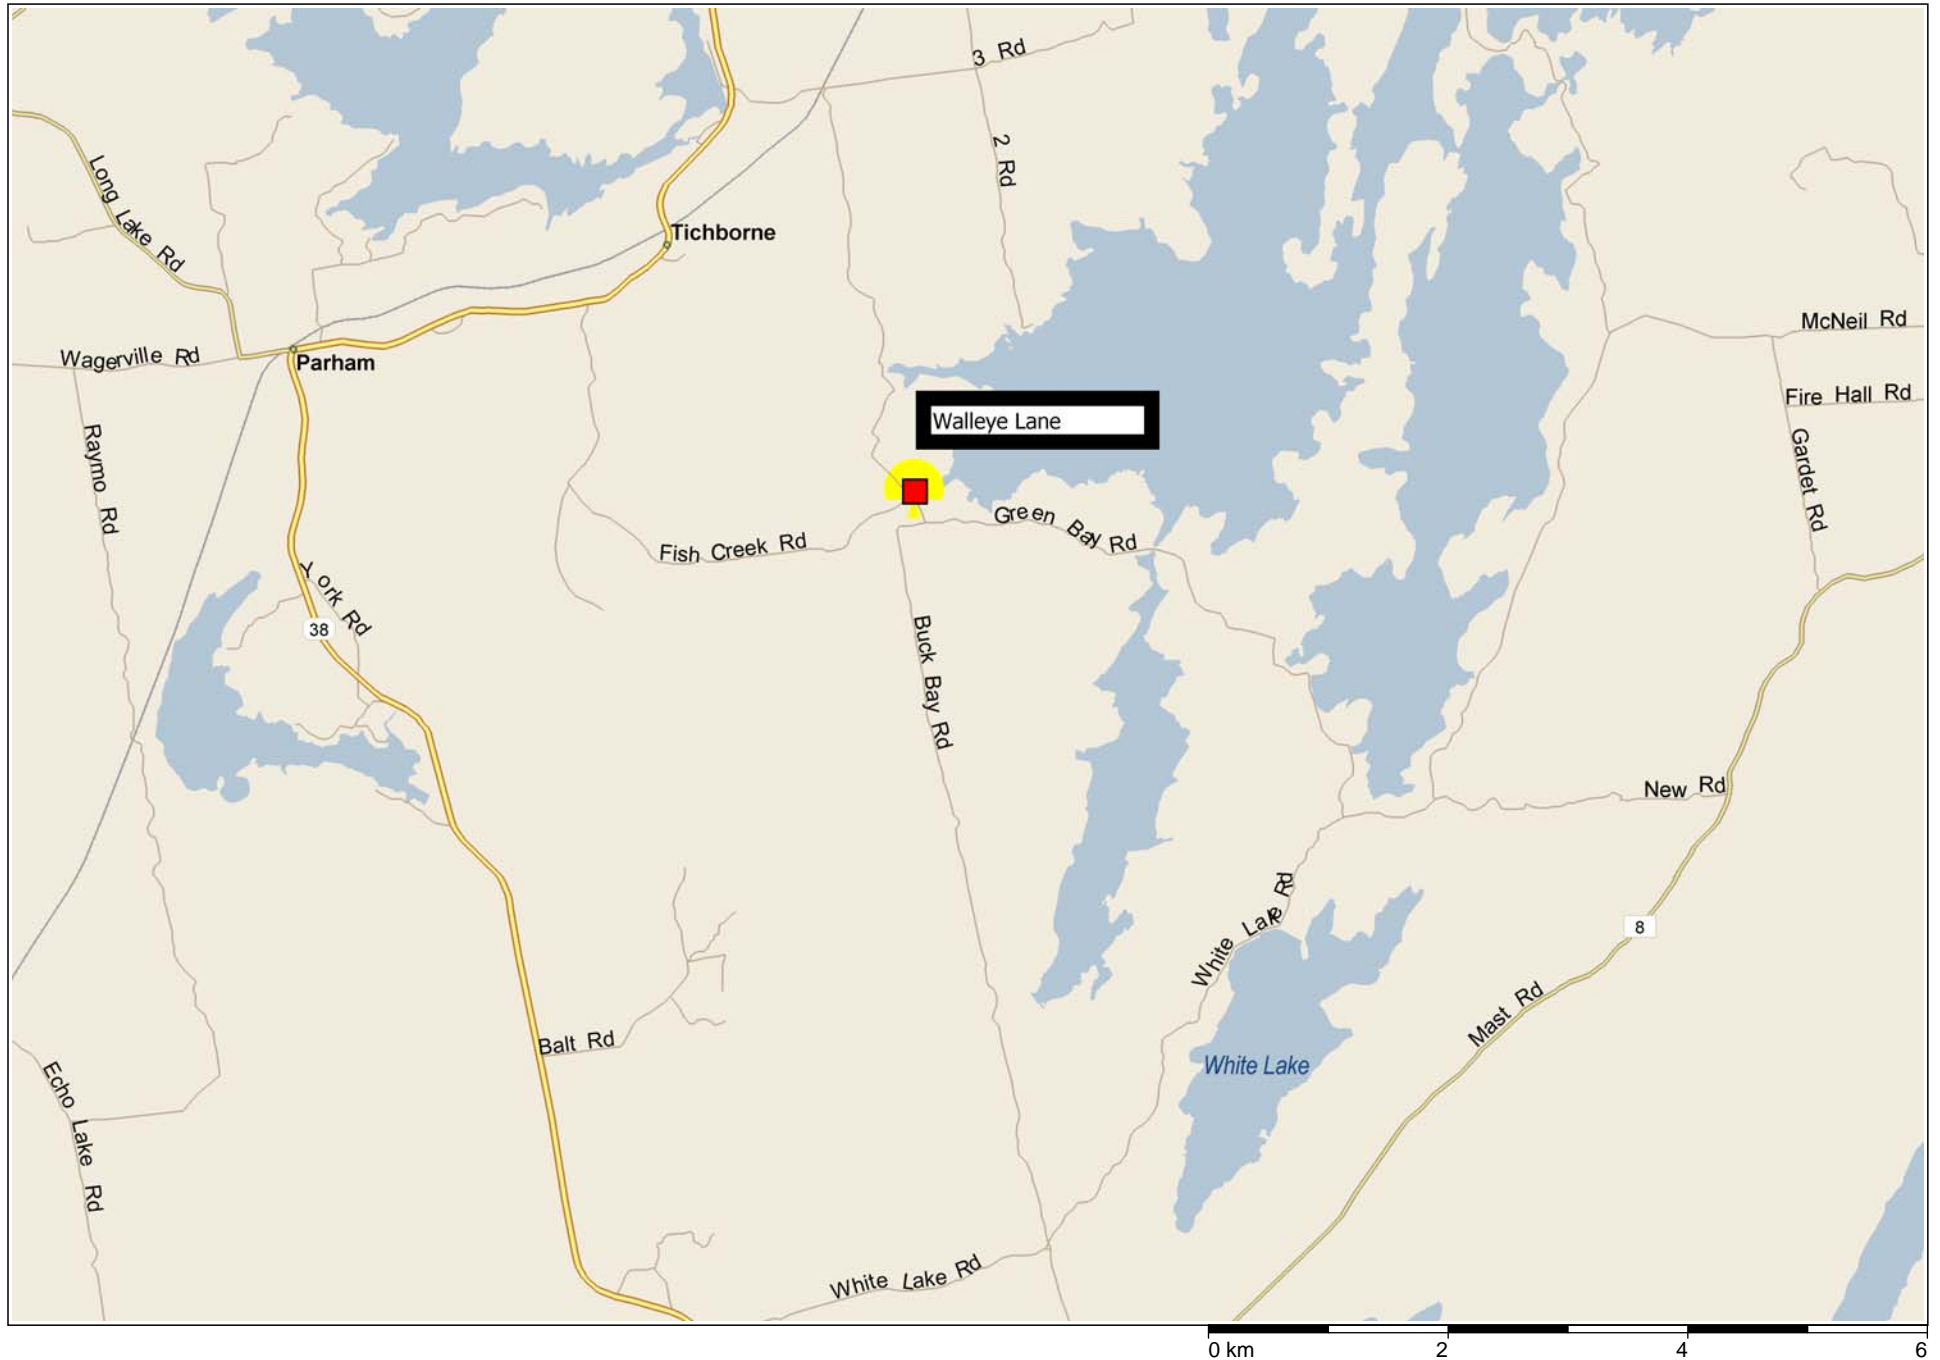 3 Rd
2 Rd
Long Lake Rd
Tichborne
McNeil Rd
Wagerville Rd
Parham
Fire Hall Rd
Walleye Lane
Raymo Rd
Gardet Rd
Green Bay Rd
Fish Creek Rd
York Rd
38
Buck Bay Rd
New Rd
White Lake Rd
8
Mast Rd
Balt Rd
White Lake
Echo Lake Rd
White Lake Rd
0 km 2 4 6